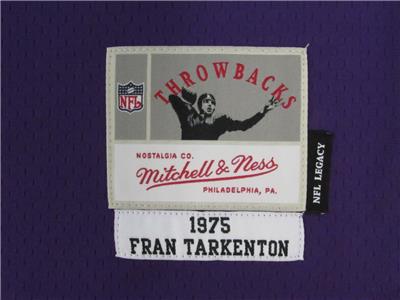 THROWBACKS
NFL
NOSTALGIA CO.
Mitchell & Ness
PHILADELPHIA, PA.
NFL LEGACY
1975
FRAN TARKENTON